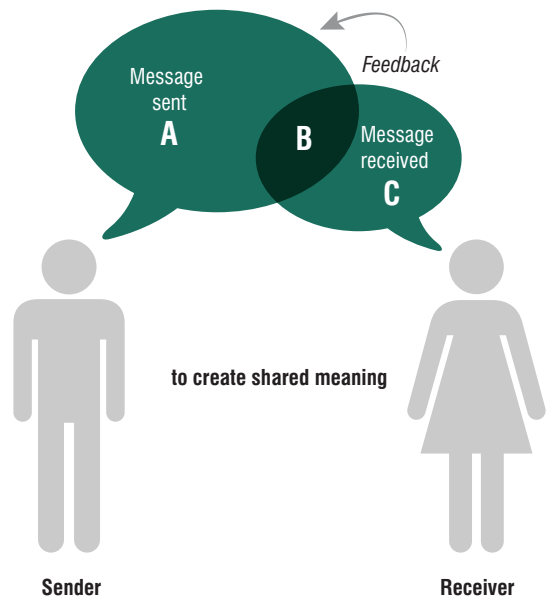 Feedback
Message
sent
A
B
Message
received
C
to create shared meaning
Sender
Receiver